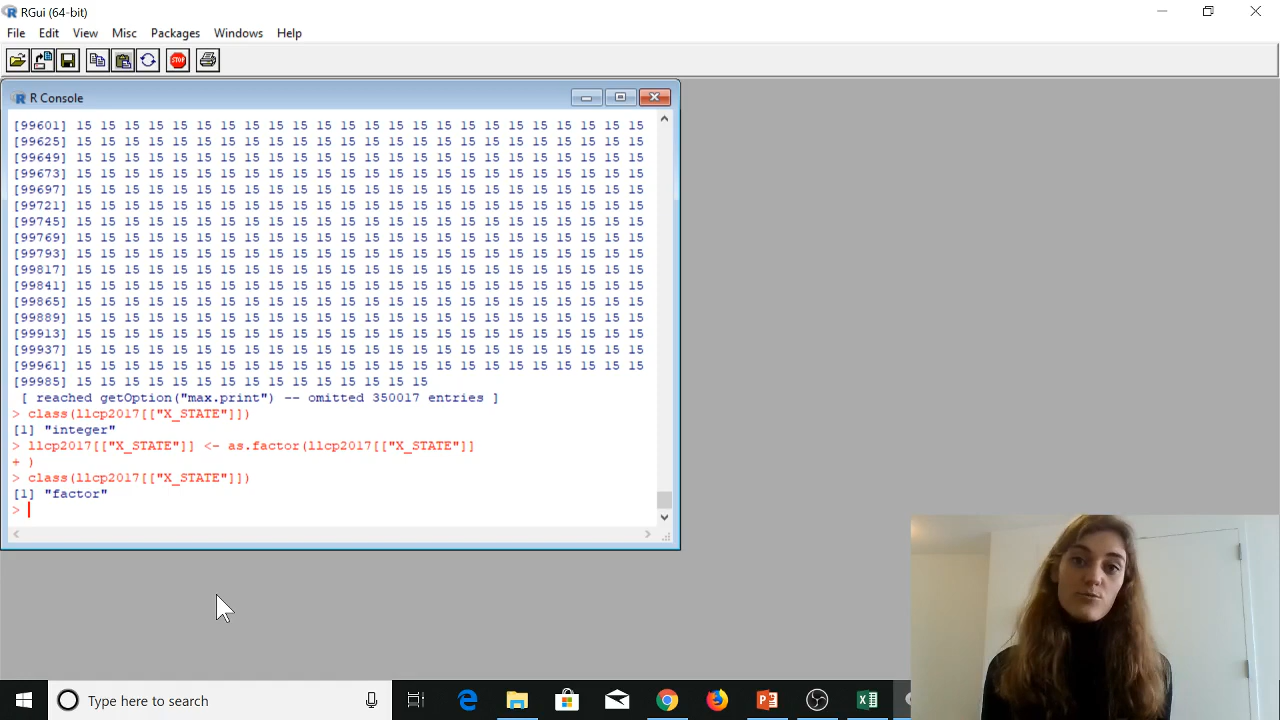 RGui (64-bit)
File Edit View Misc Packages Windows Help
STOP
R Console
[99601] 15 15 15 15 15 15 15 15 15 15 15 15 15 15 15 15 15 15 15 15 15 15 15 15
[99625] 15 15 15 15 15 15 15 15 15 15 15 15 15 15 15 15 15 15 15 15 15 15 15 15
[99649] 15 15 15 15 15 15 15 15 15 15 15 15 15 15 15 15 15 15 15 15 15 15 15 15
[99673] 15 15 15 15 15 15 15 15 15 15 15 15 15 15 15 15 15 15 15 15 15 15 15 15
[99697] 15 15 15 15 15 15 15 15 15 15 15 15 15 15 15 15 15 15 15 15 15 15 15 15
[99721] 15 15 15 15 15 15 15 15 15 15 15 15 15 15 15 15 15 15 15 15 15 15 15 15
[99745] 15 15 15 15 15 15 15 15 15 15 15 15 15 15 15 15 15 15 15 15 15 15 15 15
[99769] 15 15 15 15 15 15 15 15 15 15 15 15 15 15 15 15 15 15 15 15 15 15 15 15
[99793] 15 15 15 15 15 15 15 15 15 15 15 15 15 15 15 15 15 15 15 15 15 15 15 15
[99817] 15 15 15 15 15 15 15 15 15 15 15 15 15 15 15 15 15 15 15 15 15 15 15 15
[99841] 15 15 15 15 15 15 15 15 15 15 15 15 15 15 15 15 15 15 15 15 15 15 15 15
[99865] 15 15 15 15 15 15 15 15 15 15 15 15 15 15 15 15 15 15 15 15 15 15 15 15
[99889] 15 15 15 15 15 15 15 15 15 15 15 15 15 15 15 15 15 15 15 15 15 15 15 15
[99913] 15 15 15 15 15 15 15 15 15 15 15 15 15 15 15 15 15 15 15 15 15 15 15 15
[99937] 15 15 15 15 15 15 15 15 15 15 15 15 15 15 15 15 15 15 15 15 15 15 15 15
[99961] 15 15 15 15 15 15 15 15 15 15 15 15 15 15 15 15 15 15 15 15 15 15 15 15
[99985] 15 15 15 15 15 15 15 15 15 15 15 15 15 15 15
[ reached getOption("max.print") -- omitted 350017 entries ]
> class(llcp2017[["X_STATE"]])
[1] "integer"
> llcp2017[["X_STATE"]] <- as.factor(llcp2017[["X_STATE"]]
+ )
> class(llcp2017[["X_STATE"]])
[1] "factor"
>
Type here to search